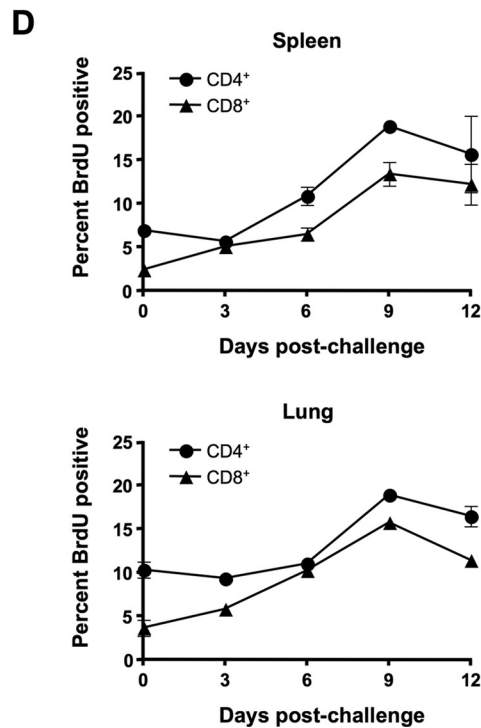 D
Spleen
CD4⁺
CD8⁺
Percent BrdU positive
25
20
15
10
5
0
0 3 6 9 12
Days post-challenge
Lung
CD4⁺
CD8⁺
Percent BrdU positive
25
20
15
10
5
0
0 3 6 9 12
Days post-challenge